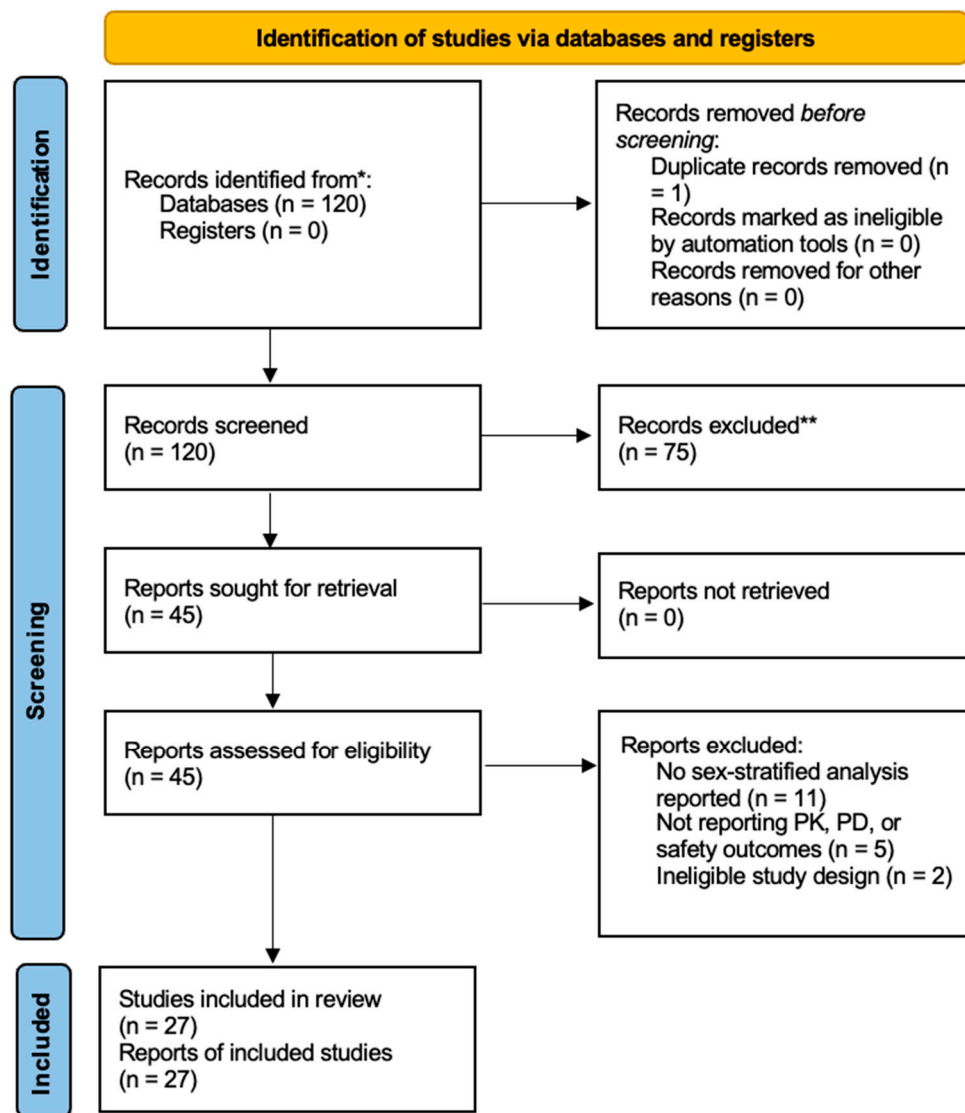 Identification of studies via databases and registers
Identification
Records identified from*:
Databases (n = 120)
Registers (n = 0)
Records removed before
screening:
Duplicate records removed (n
= 1)
Records marked as ineligible
by automation tools (n = 0)
Records removed for other
reasons (n = 0)
Screening
Records screened
(n = 120)
Records excluded**
(n = 75)
Reports sought for retrieval
(n = 45)
Reports not retrieved
(n = 0)
Reports assessed for eligibility
(n = 45)
Reports excluded:
No sex-stratified analysis
reported (n = 11)
Not reporting PK, PD, or
safety outcomes (n = 5)
Ineligible study design (n = 2)
Included
Studies included in review
(n = 27)
Reports of included studies
(n = 27)